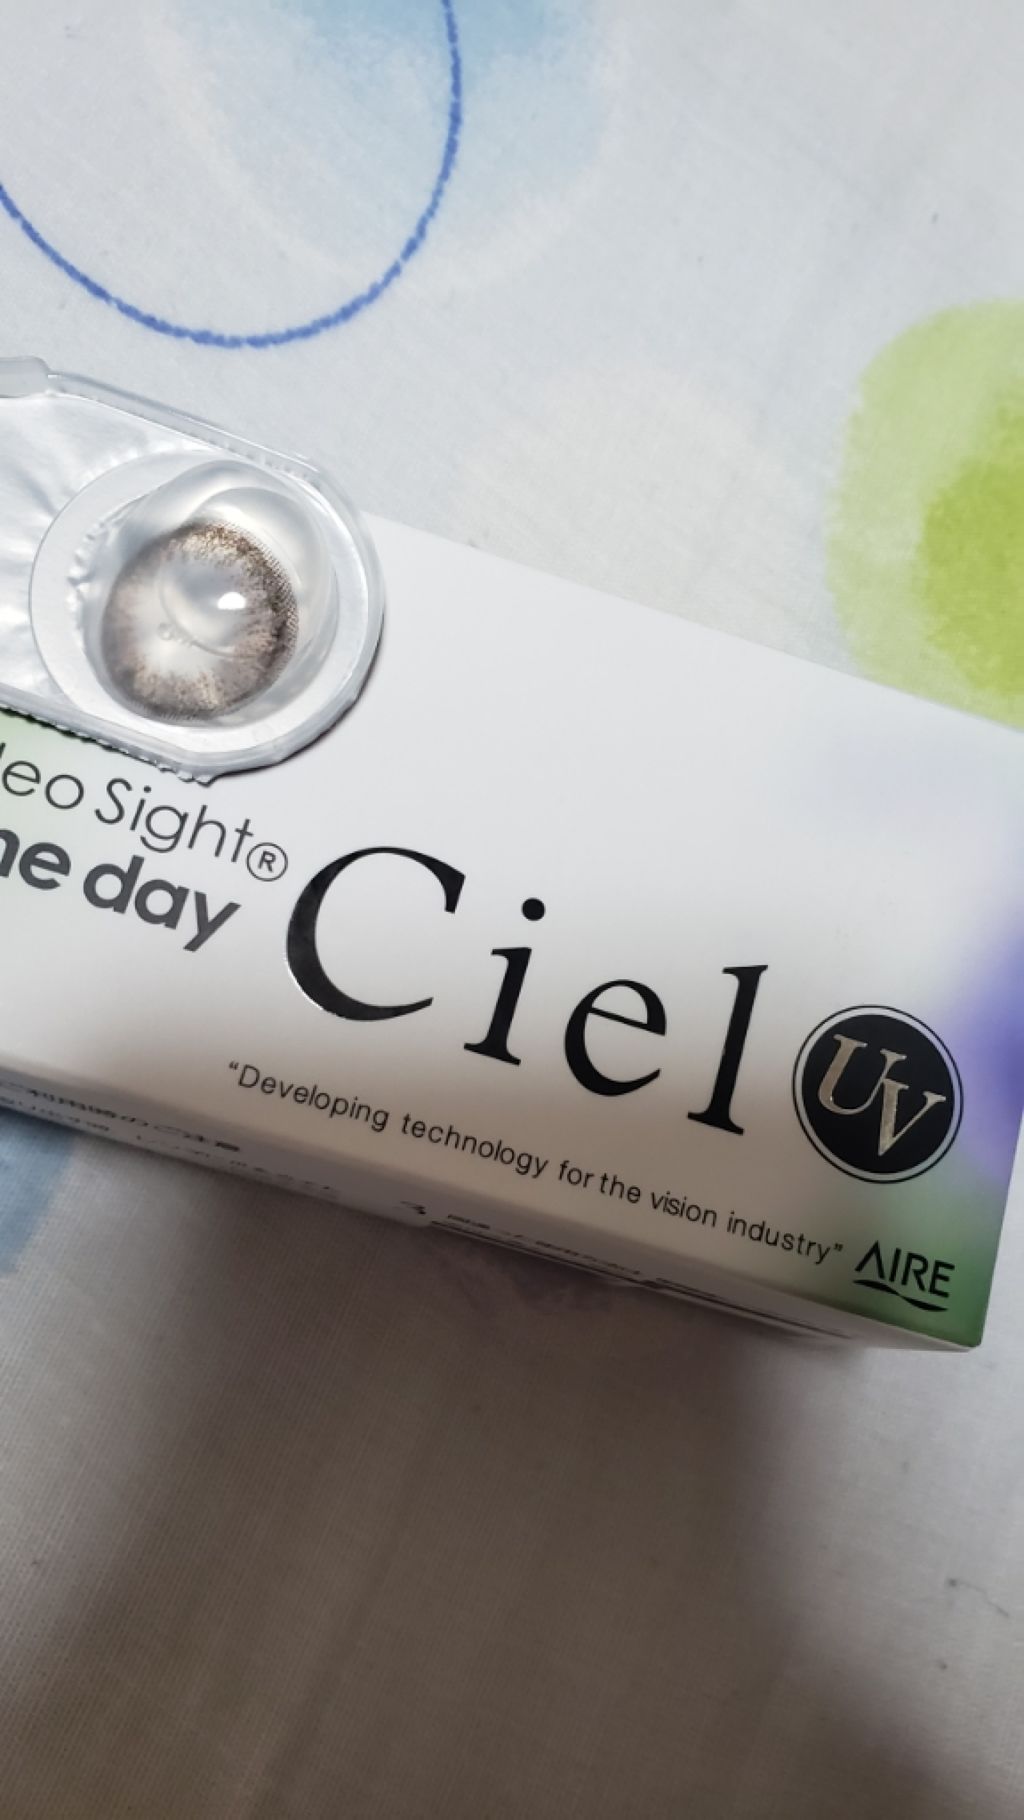 eo Sight®
ne day
Ciel
UV
“Developing technology for the vision industry”
AIRE